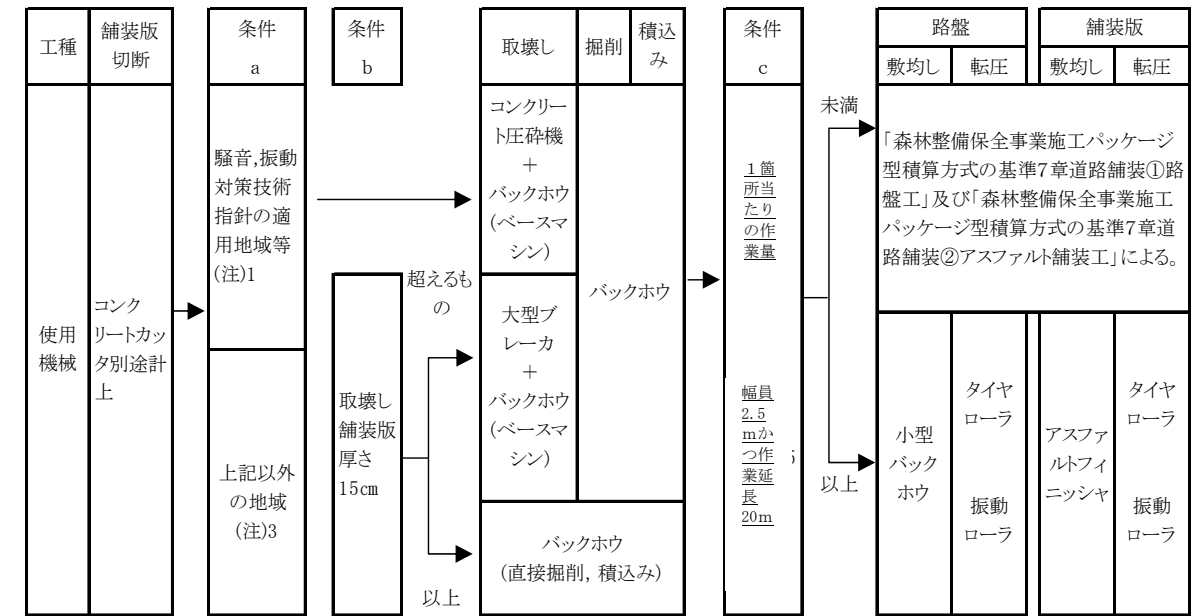 工種
舗装版
切断
条件
a
条件
b
取壊し
掘削
積込
み
条件
c
路盤
舗装版
敷均し
転圧
敷均し
転圧
使用
機械
コンク
リートカッ
タ別途計
上
騒音,振動
対策技術
指針の適
用地域等
(注)1
上記以外
の地域
(注)3
取壊し
舗装版
厚さ
15cm
超えるも
の
以上
コンクリー
ト圧砕機
+
バックホウ
(ベースマ
シン)
大型ブ
レーカ
+
バックホウ
(ベースマ
シン)
バックホウ
バックホウ
(直接掘削,積込み)
1箇
所当
たり
の作
業量
幅員
2.5
mか
つ作
業延
長
20m
未満
以上
「森林整備保全事業施工パッケージ
型積算方式の基準7章道路舗装①路
盤工」及び「森林整備保全事業施工
パッケージ型積算方式の基準7章道
路舗装②アスファルト舗装工」による。
小型
バック
ホウ
タイヤ
ローラ
振動
ローラ
アスファ
ルトフィ
ニッシャ
タイヤ
ローラ
振動
ローラ